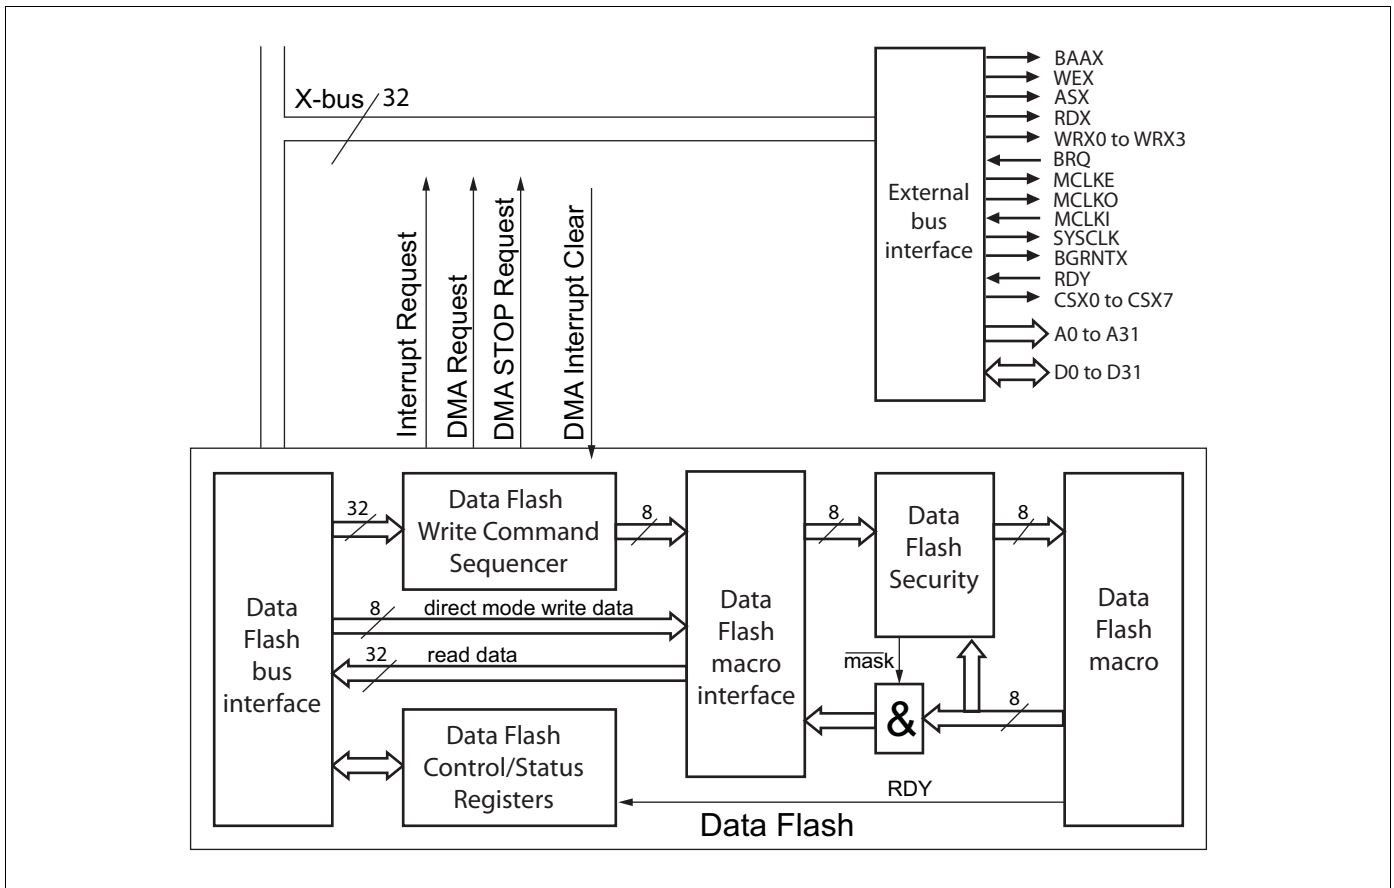 X-bus 32
BAAX
WEX
ASX
RDX
WRX0 to WRX3
BRQ
MCLKE
MCLKO
MCLKI
SYSCLK
BGRNTX
RDY
CSX0 to CSX7
A0 to A31
D0 to D31
External
bus
interface
Interrupt Request
DMA Request
DMA STOP Request
DMA Interrupt Clear
Data
Flash
bus
interface
32
Data Flash
Write Command
Sequencer
8
8
direct mode write data
32
read data
Data Flash
Control/Status
Registers
Data
Flash
macro
interface
8
Data
Flash
Security
8
mask
&
8
Data
Flash
macro
RDY
Data Flash